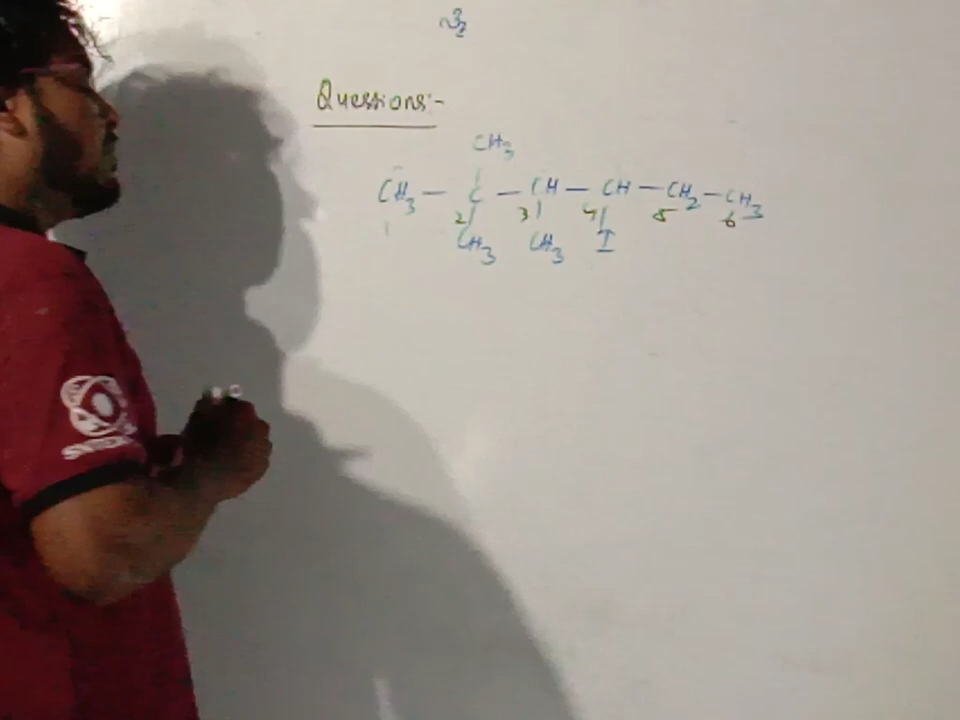 Questions:-
CH3
CH3 - C - CH - CH - CH2 - CH3
1 2 3 4 5 6
CH3 CH3 I